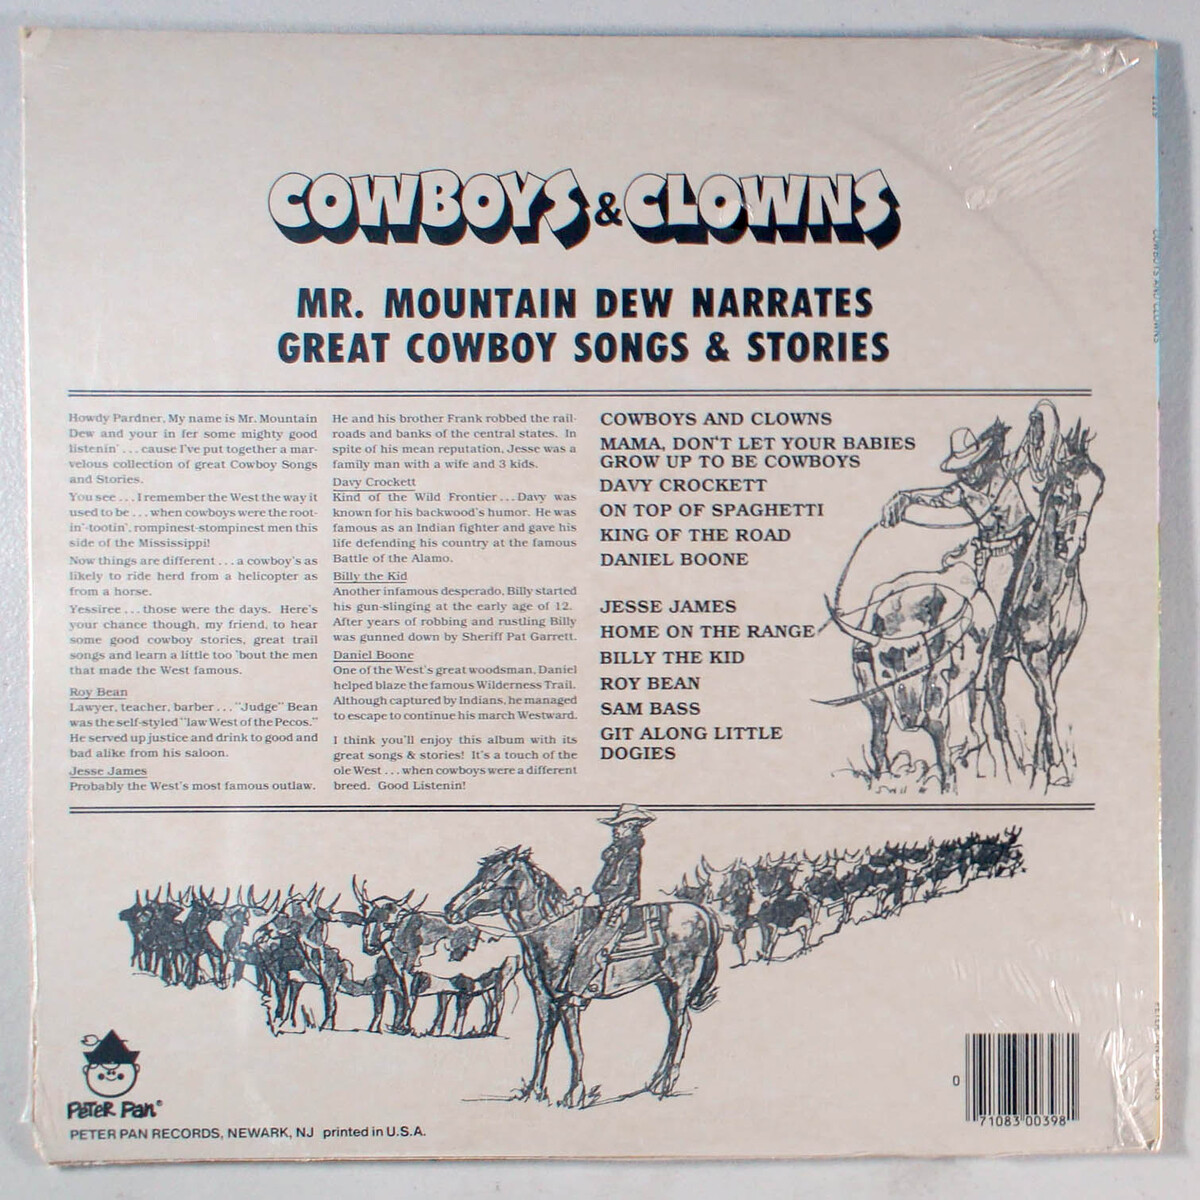 COWBOYS & CLOWNS
MR. MOUNTAIN DEW NARRATES
GREAT COWBOY SONGS & STORIES
Howdy Pardner, My name is Mr. Mountain
Dew and your in fer some mighty good
listenin' ... cause I've put together a mar-
velous collection of great Cowboy Songs
and Stories.
You see ... I remember the West the way it
used to be ... when cowboys were the root-
in'-tootin', rompinest-stompinest men this
side of the Mississippi!
Now things are different ... a cowboy's as
likely to ride herd from a helicopter as
from a horse.
Yessiree ... those were the days. Here's
your chance though, my friend, to hear
some good cowboy stories, great trail
songs and learn a little too 'bout the men
that made the West famous.
Roy Bean
Lawyer, teacher, barber ... "Judge" Bean
was the self-styled "law West of the Pecos."
He served up justice and drink to good and
bad alike from his saloon.
Jesse James
Probably the West's most famous outlaw.
He and his brother Frank robbed the rail-
roads and banks of the central states. In
spite of his mean reputation, Jesse was a
family man with a wife and 3 kids.
Davy Crockett
Kind of the Wild Frontier ... Davy was
known for his backwood's humor. He was
famous as an Indian fighter and gave his
life defending his country at the famous
Battle of the Alamo.
Billy the Kid
Another infamous desperado, Billy started
his gun-slinging at the early age of 12.
After years of robbing and rustling Billy
was gunned down by Sheriff Pat Garrett.
Daniel Boone
One of the West's great woodsman, Daniel
helped blaze the famous Wilderness Trail.
Although captured by Indians, he managed
to escape to continue his march Westward.
I think you'll enjoy this album with its
great songs & stories! It's a touch of the
ole West ... when cowboys were a different
breed. Good Listenin!
COWBOYS AND CLOWNS
MAMA, DON'T LET YOUR BABIES
GROW UP TO BE COWBOYS
DAVY CROCKETT
ON TOP OF SPAGHETTI
KING OF THE ROAD
DANIEL BOONE
JESSE JAMES
HOME ON THE RANGE
BILLY THE KID
ROY BEAN
SAM BASS
GIT ALONG LITTLE
DOGIES
COWBOYS AND CLOWNS
PETER PAN®
PETER PAN RECORDS, NEWARK, NJ printed in U.S.A.
0 71083 00398